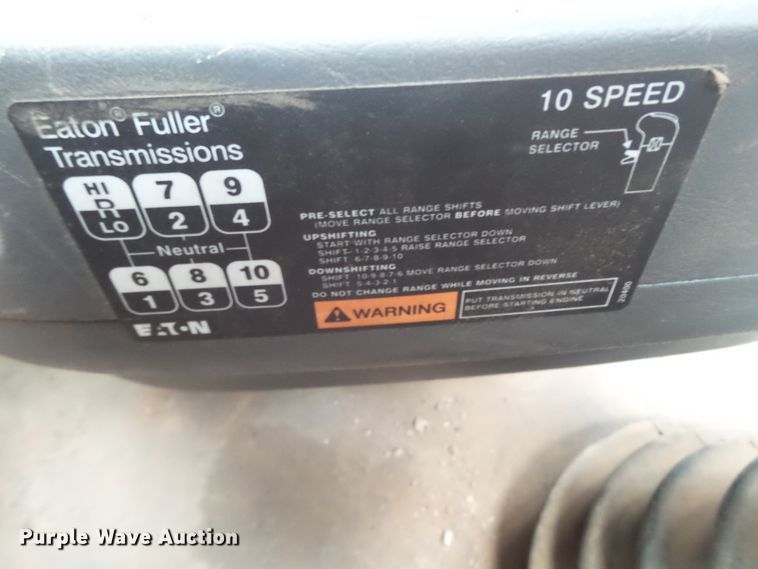 Eaton® Fuller®
Transmissions
10 SPEED
RANGE
SELECTOR
HI 7 9
R
LO 2 4
Neutral
6 8 10
1 3 5
EATON
PRE-SELECT ALL RANGE SHIFTS
(MOVE RANGE SELECTOR BEFORE MOVING SHIFT LEVER)
UPSHIFTING
START WITH RANGE SELECTOR DOWN
SHIFT 1-2-3-4-5 RAISE RANGE SELECTOR
SHIFT 6-7-8-9-10
DOWNSHIFTING
SHIFT 10-9-8-7-6 MOVE RANGE SELECTOR DOWN
SHIFT 5-4-3-2-1
DO NOT CHANGE RANGE WHILE MOVING IN REVERSE
WARNING
PUT TRANSMISSION IN NEUTRAL
BEFORE STARTING ENGINE
Purple Wave Auction